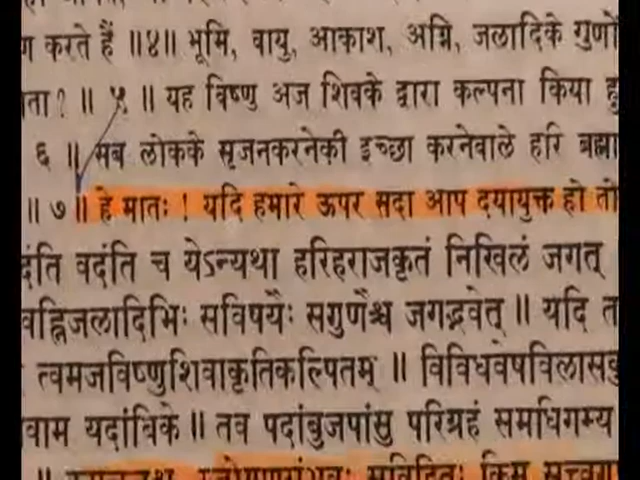 करते हैं ॥४॥ भूमि, वायु, आकाश, अग्नि, जलादिके गुणों
॥ ५ ॥ यह विष्णु अज शिवके द्वारा कल्पना किया
६ ॥ सब लोकके सृजनकरनेकी इच्छा करनेवाले हरि ब्रह्मा
॥ ७ ॥ हे मातः ! यदि हमारे ऊपर सदा आप दयायुक्त हो तो
वदंति च येऽन्यथा हरिहराजकृतं निखिलं जगत्
वह्निजलादिभिः सविषयैः सगुणैश्च जगद्भवेत् ॥ यदि
त्वमजविष्णुशिवाकृतिकल्पितम् ॥
यदांबिके ॥ तव पदांबुजपांसु परिग्रहं समधिगम्य